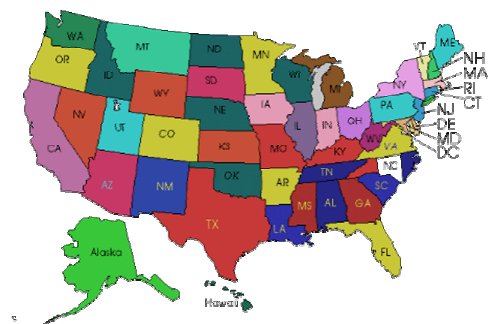 WA
MT
ND
MN
ME
VT
NH
MA
RI
CT
OR
ID
WY
SD
WI
MI
NY
NV
UT
CO
NE
IA
IL
IN
OH
PA
NJ
DE
MD
DC
CA
KS
MO
KY
WV
VA
AZ
NM
OK
AR
TN
NC
SC
TX
LA
MS
AL
GA
FL
Alaska
Hawaii